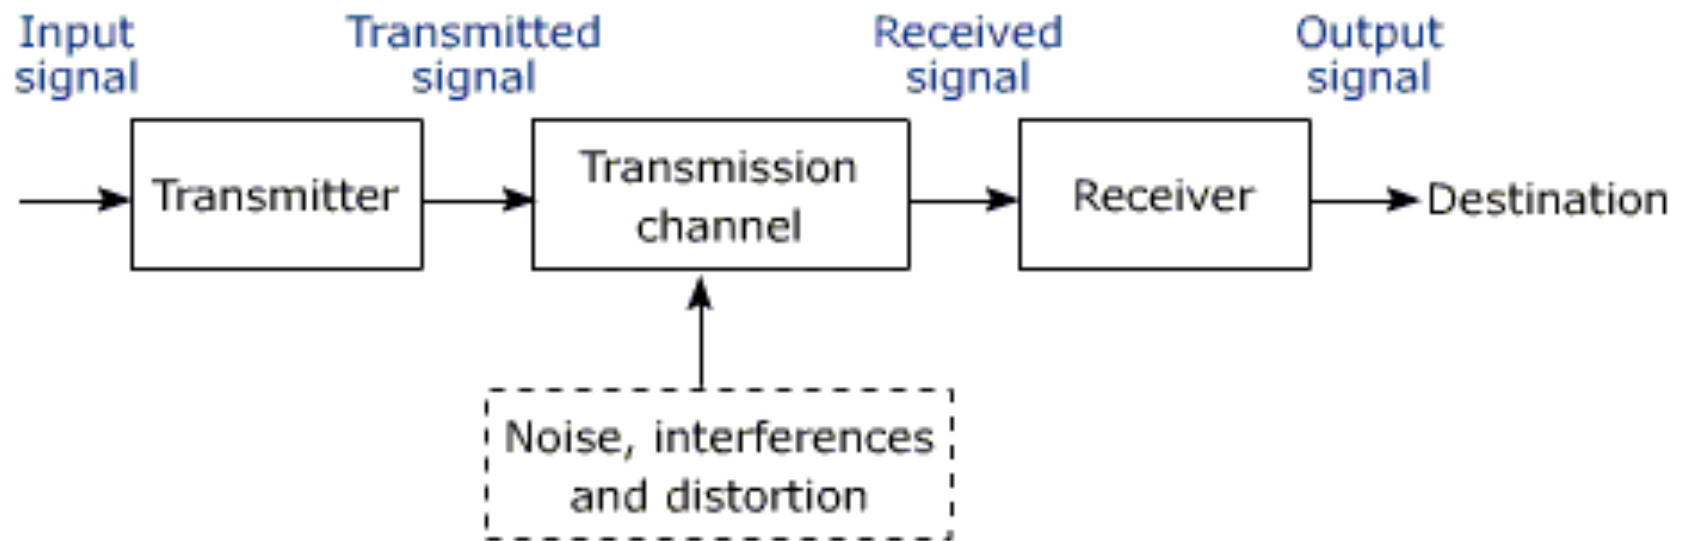 Input
signal
Transmitted
signal
Received
signal
Output
signal
Transmitter
Transmission
channel
Receiver
Destination
Noise, interferences
and distortion